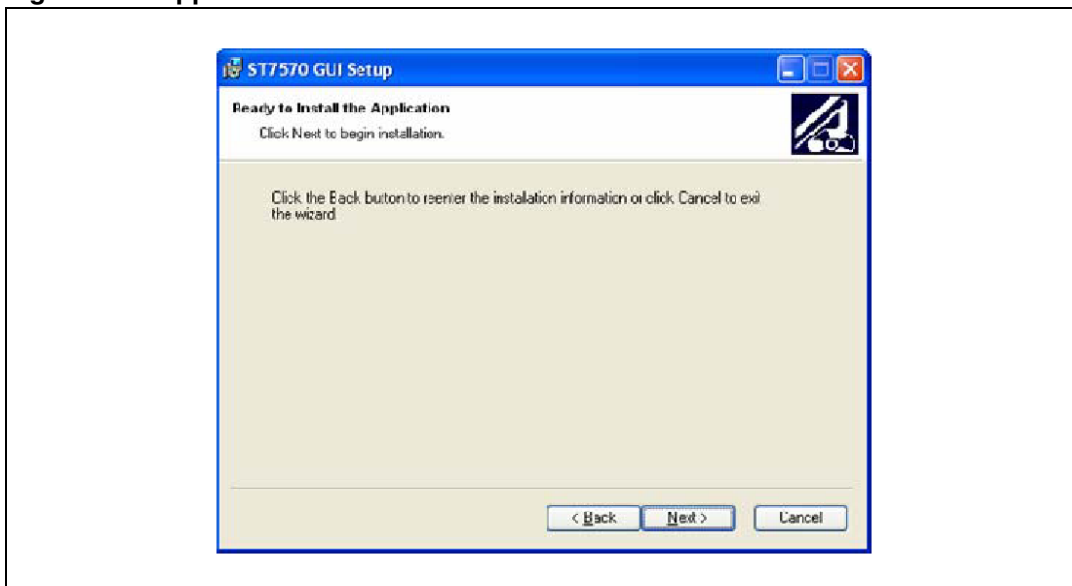 ST7570 GUI Setup
Ready to Install the Application
Click Next to begin installation.
Click the Back button to reenter the installation information or click Cancel to exit
the wizard
< Back
Next >
Cancel